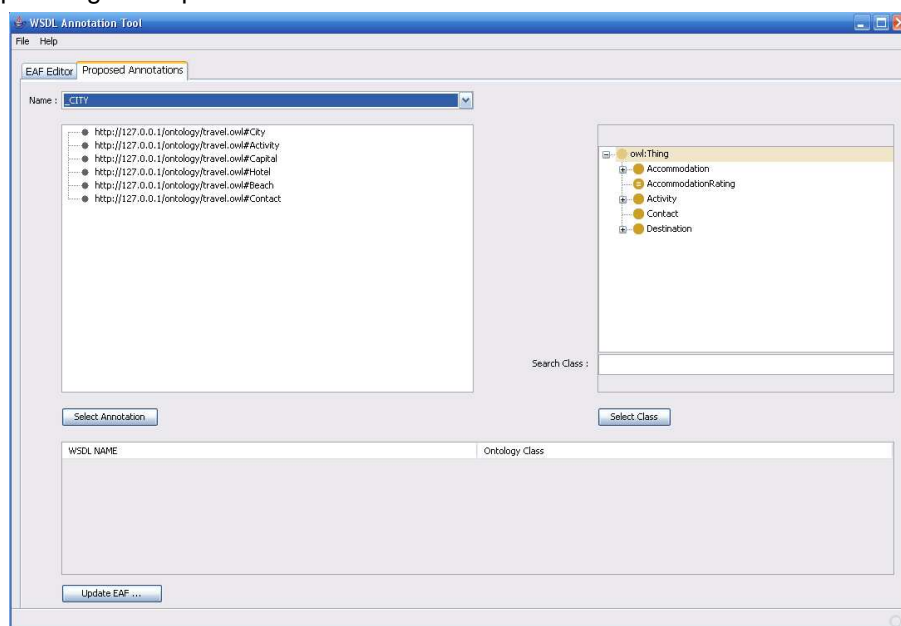 WSDL Annotation Tool
File Help
EAF Editor Proposed Annotations
Name : _CITY
http://127.0.0.1/ontology/travel.owl#City
http://127.0.0.1/ontology/travel.owl#Activity
http://127.0.0.1/ontology/travel.owl#Capital
http://127.0.0.1/ontology/travel.owl#Hotel
http://127.0.0.1/ontology/travel.owl#Beach
http://127.0.0.1/ontology/travel.owl#Contact
owl:Thing
Accommodation
AccommodationRating
Activity
Contact
Destination
Search Class :
Select Annotation
Select Class
WSDL NAME Ontology Class
Update EAF ...